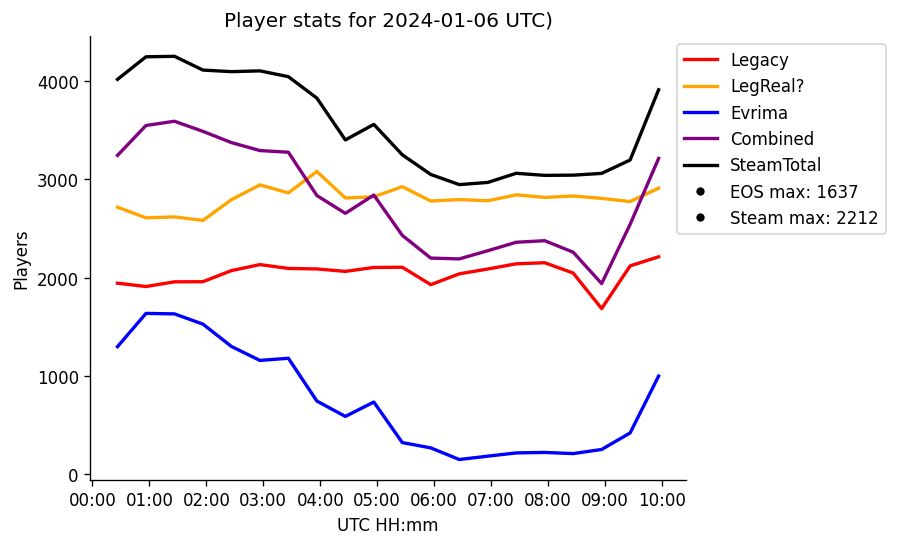 Player stats for 2024-01-06 UTC)
Legacy
LegReal?
Evrima
Combined
SteamTotal
EOS max: 1637
Steam max: 2212
Players
4000
3000
2000
1000
0
00:00 01:00 02:00 03:00 04:00 05:00 06:00 07:00 08:00 09:00 10:00
UTC HH:mm